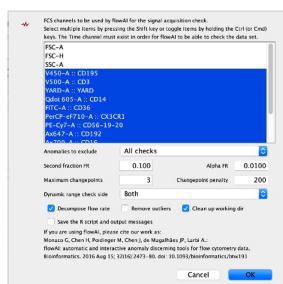 FCS channels to be used by flowAI for the signal acquisition check.
Select multiple items by pressing the Shift key or toggle items by holding the Ctrl (or Cmd)
keys. The Time channel must exist in order for flowAI to be able to check the data set.
FSC-A
FSC-H
SSC-A
V450-A :: CD195
V500-A :: CD3
YARD-A :: YARD
Qdot 605-A :: CD14
FITC-A :: CD36
PerCP-eF710-A :: CX3CR1
PE-Cy7-A :: CD56-19-20
Ax647-A :: CD192
Anomalies to exclude All checks
Second fraction FR 0.100 Alpha FR 0.0100
Maximum changepoints 3 Changepoint penalty 200
Dynamic range check side Both
Decompose flow rate Remove outliers Clean up working dir
Save the R script and output messages
If you are using flowAI, please cite our work as:
Monaco G, Chen H, Poidinger M, Chen J, de Magalhães JP, Larbi A.:
flowAI: automatic and interactive anomaly discerning tools for flow cytometry data.
Bioinformatics. 2016 Aug 15; 32(16):2473-80. doi: 10.1093/bioinformatics/btw191
Cancel OK